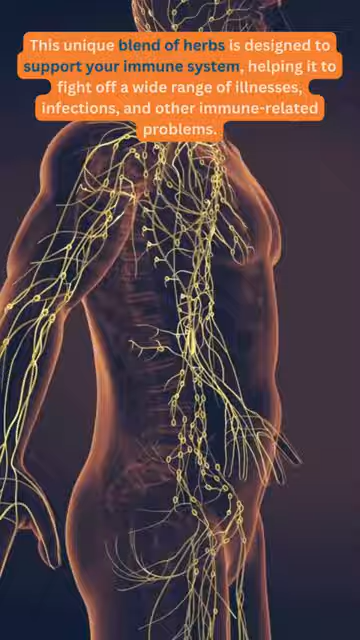 This unique blend of herbs is designed to
support your immune system, helping it to
fight off a wide range of illnesses,
infections, and other immune-related
problems.